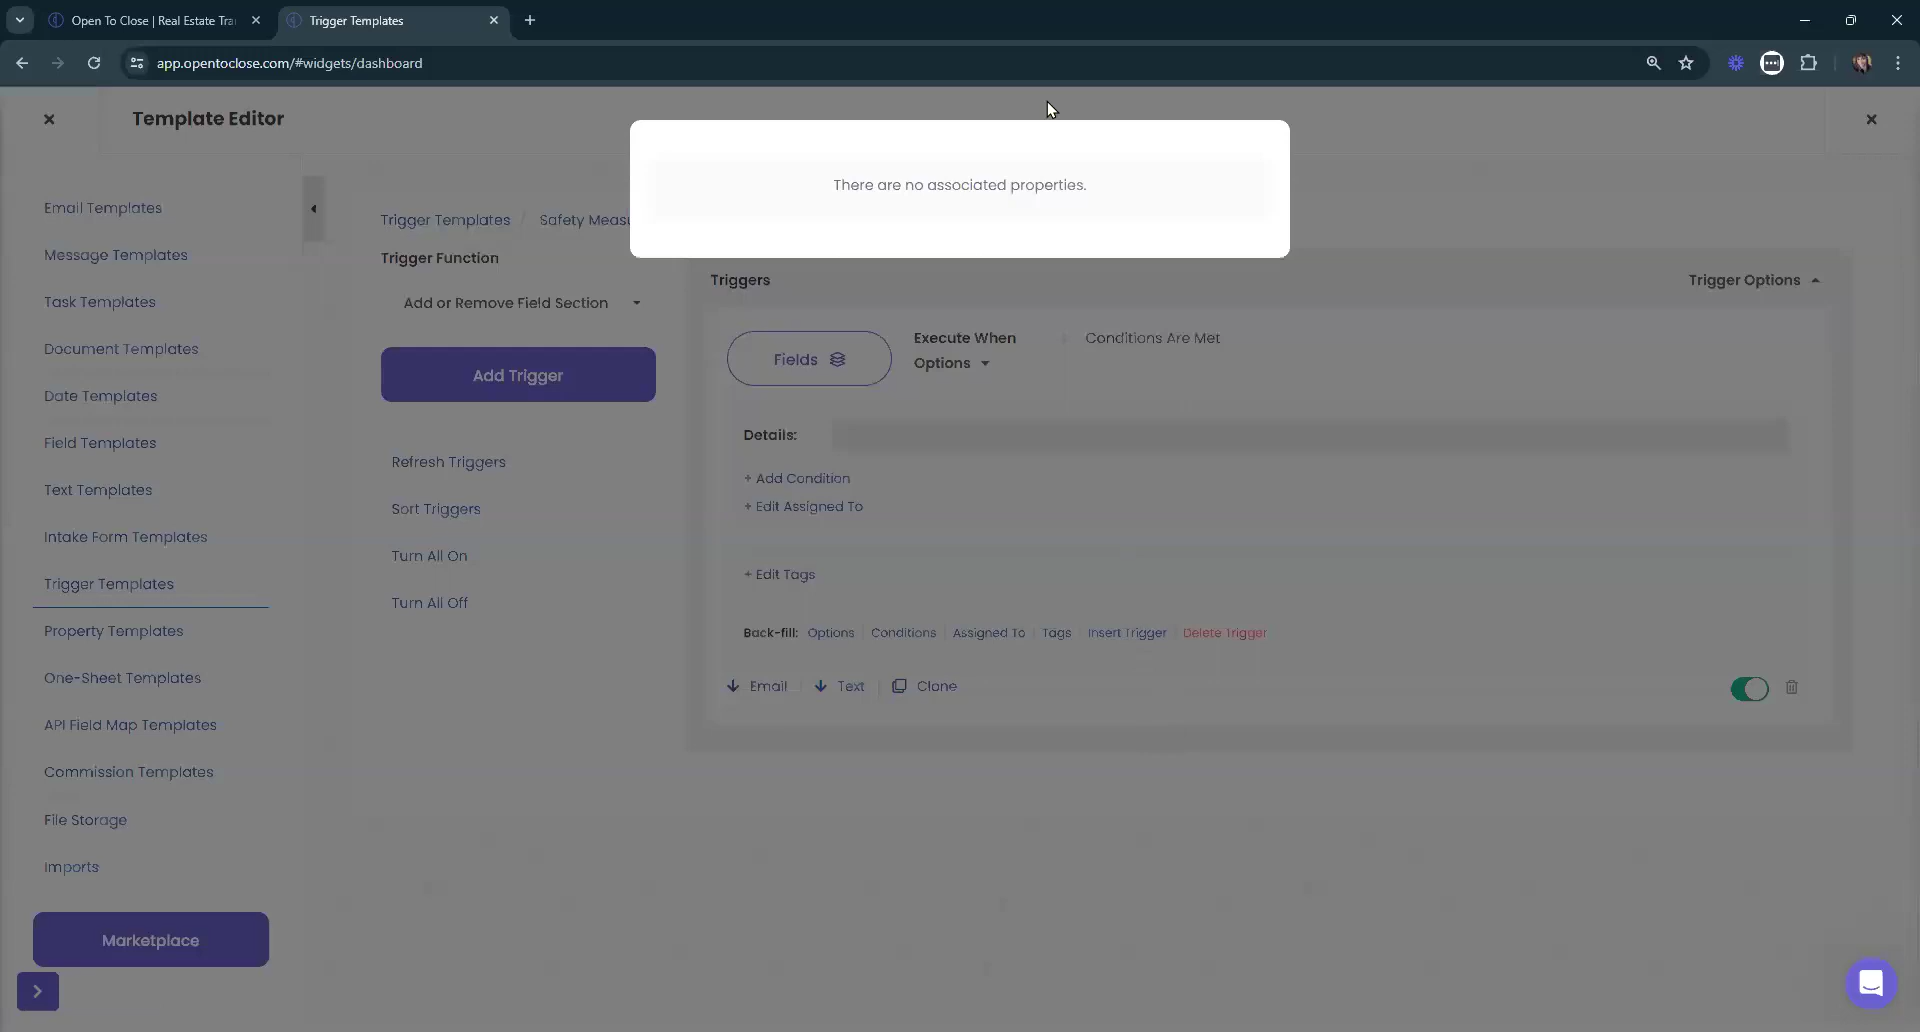 Open To Close | Real Estate Tra
Trigger Templates
app.opentoclose.com/#widgets/dashboard
Template Editor
There are no associated properties.
Email Templates
Message Templates
Task Templates
Document Templates
Date Templates
Field Templates
Text Templates
Intake Form Templates
Trigger Templates
Property Templates
One-Sheet Templates
API Field Map Templates
Commission Templates
File Storage
Imports
Marketplace
Trigger Templates / Safety Measu
Trigger Function
Add or Remove Field Section
Add Trigger
Refresh Triggers
Sort Triggers
Turn All On
Turn All Off
Triggers
Trigger Options
Fields
Execute When
Conditions Are Met
Options
Details:
+ Add Condition
+ Edit Assigned To
+ Edit Tags
Back-fill: Options Conditions Assigned To Tags Insert Trigger Delete Trigger
Email Text Clone